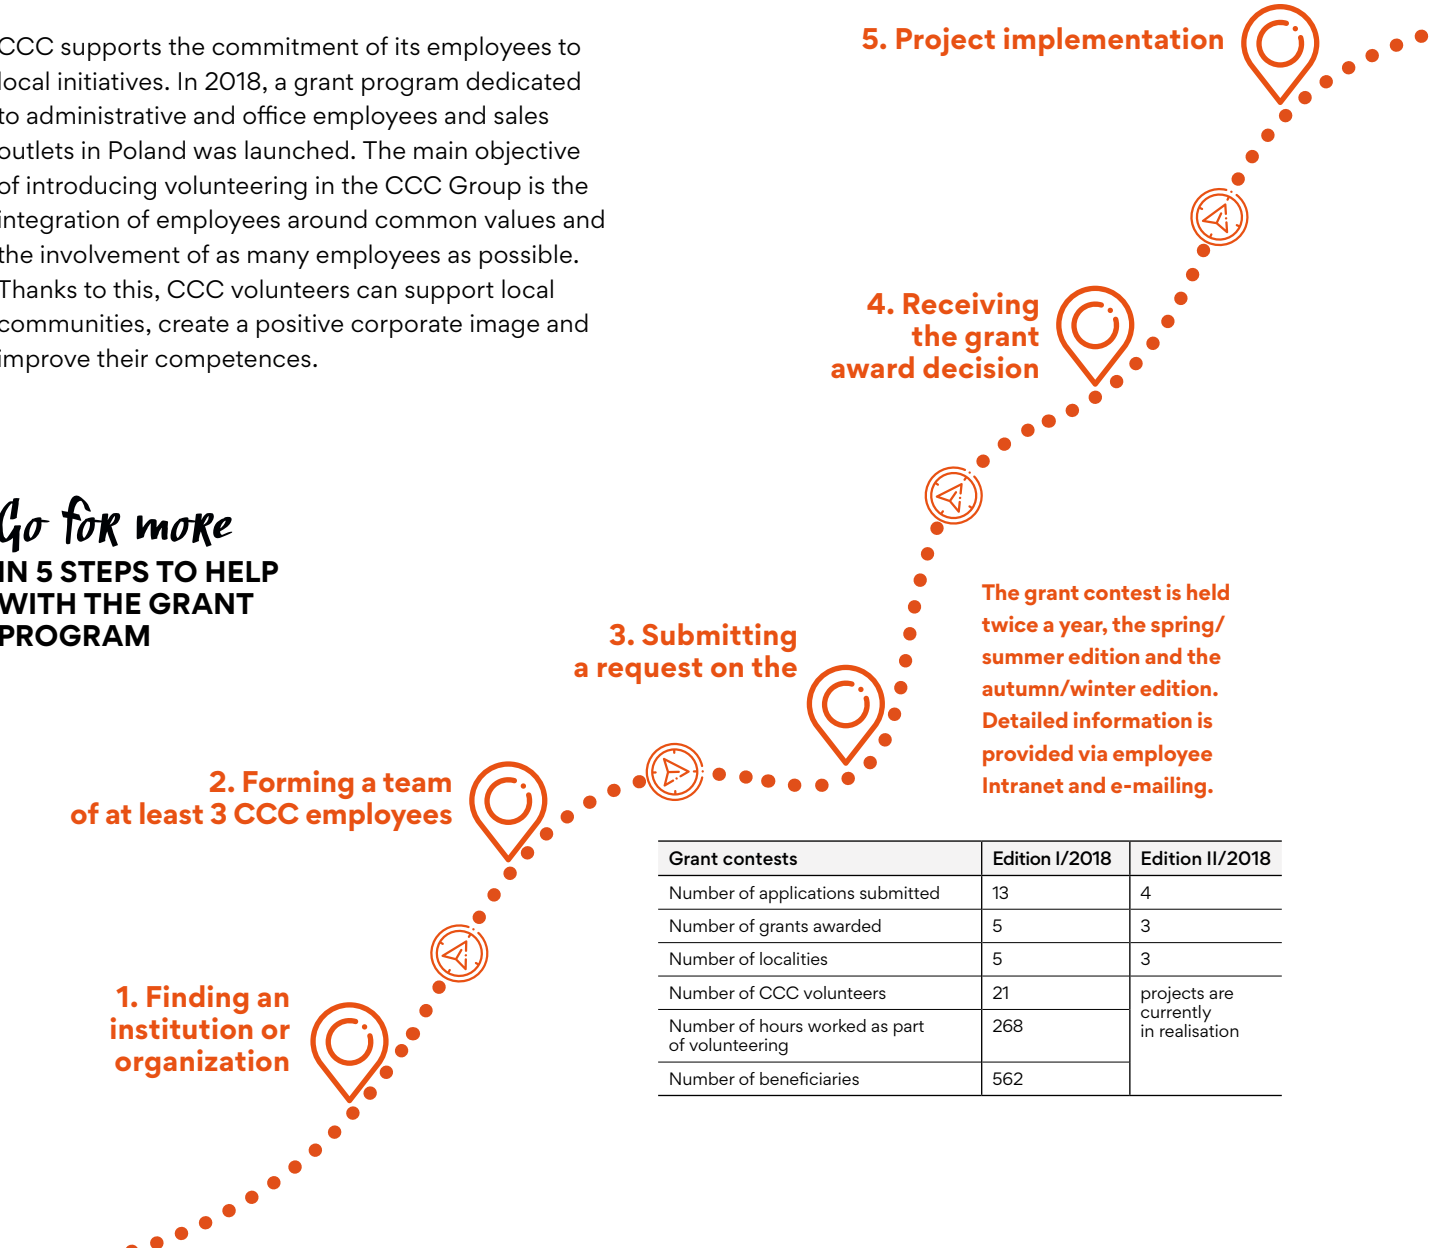 CCC supports the commitment of its employees to
local initiatives. In 2018, a grant program dedicated
to administrative and office employees and sales
outlets in Poland was launched. The main objective
of introducing volunteering in the CCC Group is the
integration of employees around common values and
the involvement of as many employees as possible.
Thanks to this, CCC volunteers can support local
communities, create a positive corporate image and
improve their competences.
Go for more
IN 5 STEPS TO HELP
WITH THE GRANT
PROGRAM
5. Project implementation
4. Receiving
the grant
award decision
3. Submitting
a request on the
2. Forming a team
of at least 3 CCC employees
1. Finding an
institution or
organization
The grant contest is held
twice a year, the spring/
summer edition and the
autumn/winter edition.
Detailed information is
provided via employee
Intranet and e-mailing.
Grant contests Edition I/2018 Edition II/2018
Number of applications submitted 13 4
Number of grants awarded 5 3
Number of localities 5 3
Number of CCC volunteers 21 projects are
currently
in realisation
Number of hours worked as part
of volunteering 268
Number of beneficiaries 562